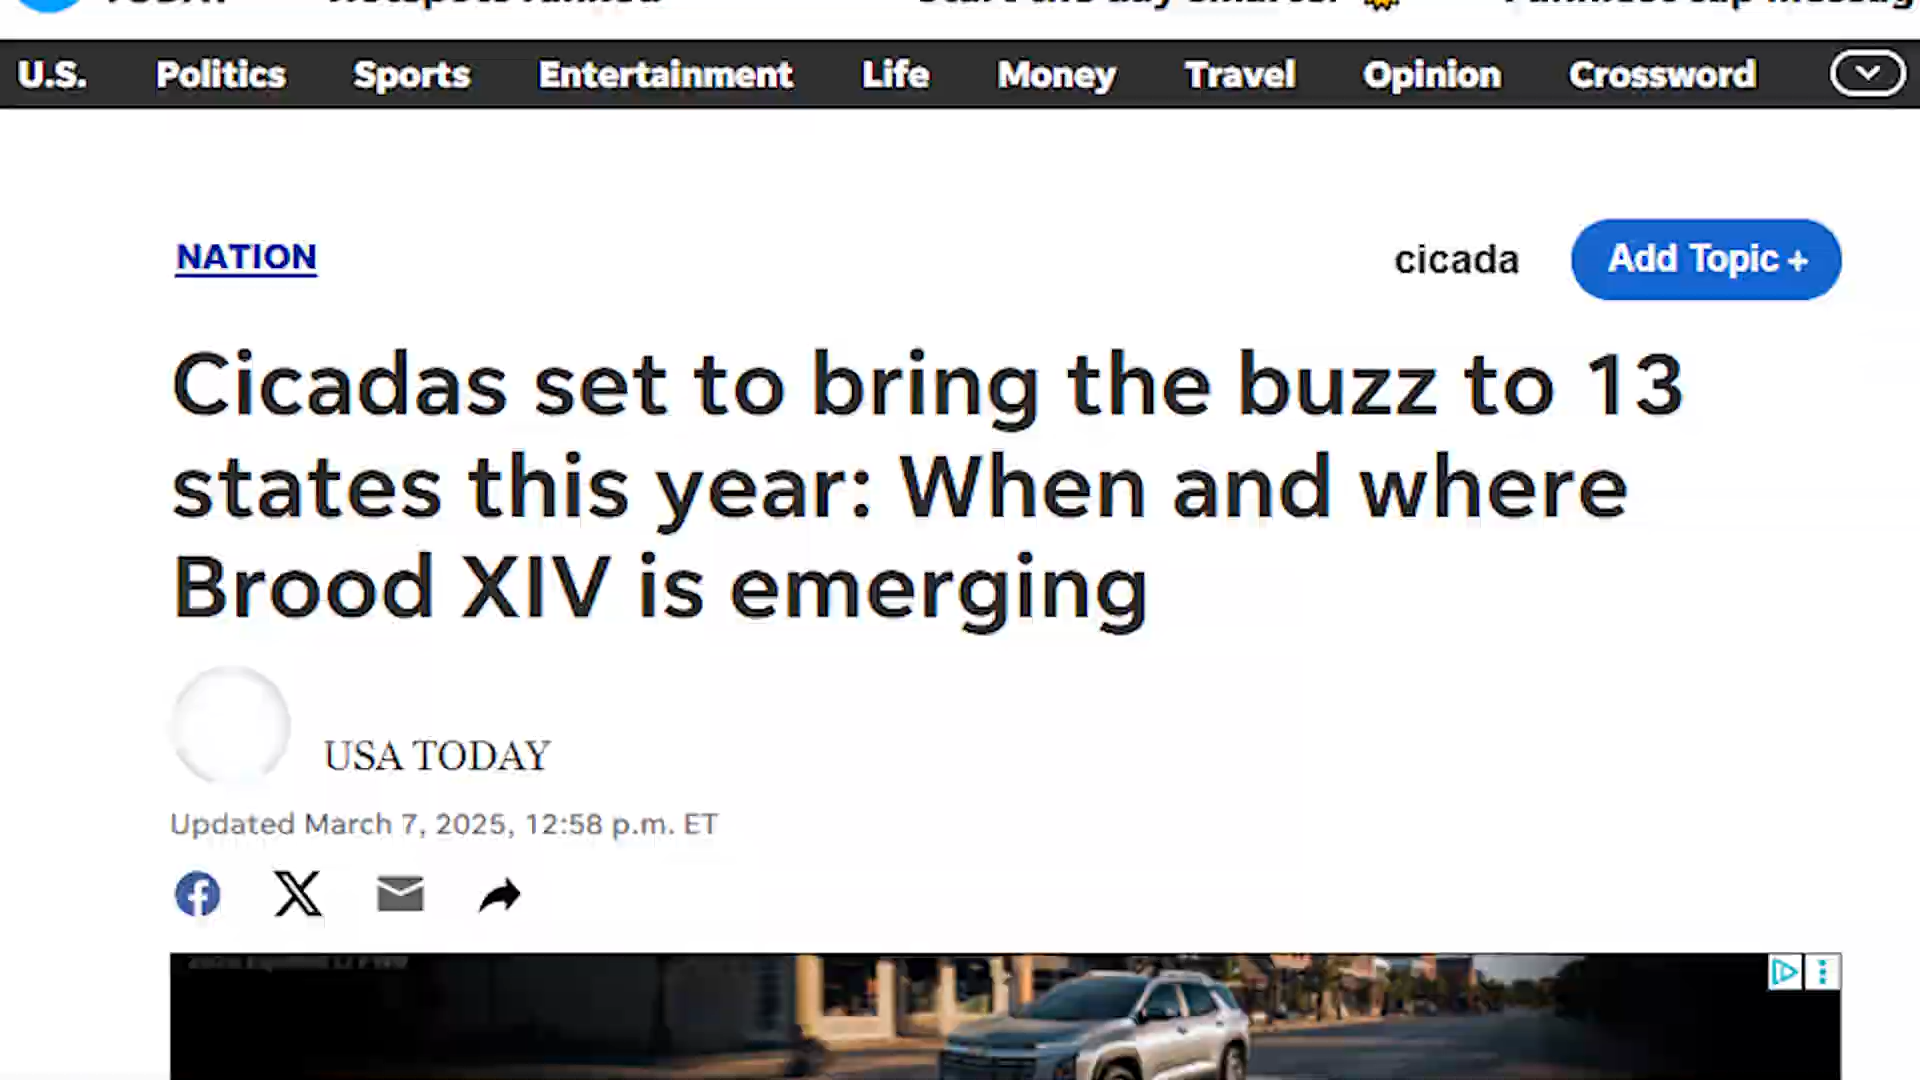 U.S. Politics Sports Entertainment Life Money Travel Opinion Crossword
NATION
cicada Add Topic +
Cicadas set to bring the buzz to 13
states this year: When and where
Brood XIV is emerging
USA TODAY
Updated March 7, 2025, 12:58 p.m. ET